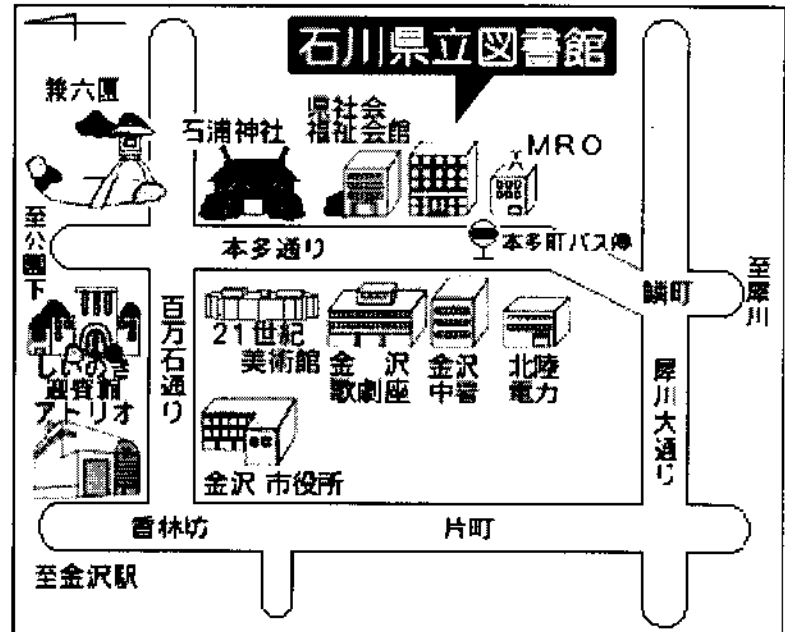 石川県立図書館
兼六園
石浦神社
県社会
福祉会館
MRO
至公園下
本多通り
本多町バス停
鱗町
至犀川
百万石通り
21世紀
美術館
金沢
歌劇座
金沢
中署
北陸
電力
犀川大通り
しいのき
迎賓館
アトリオ
金沢市役所
香林坊
片町
至金沢駅